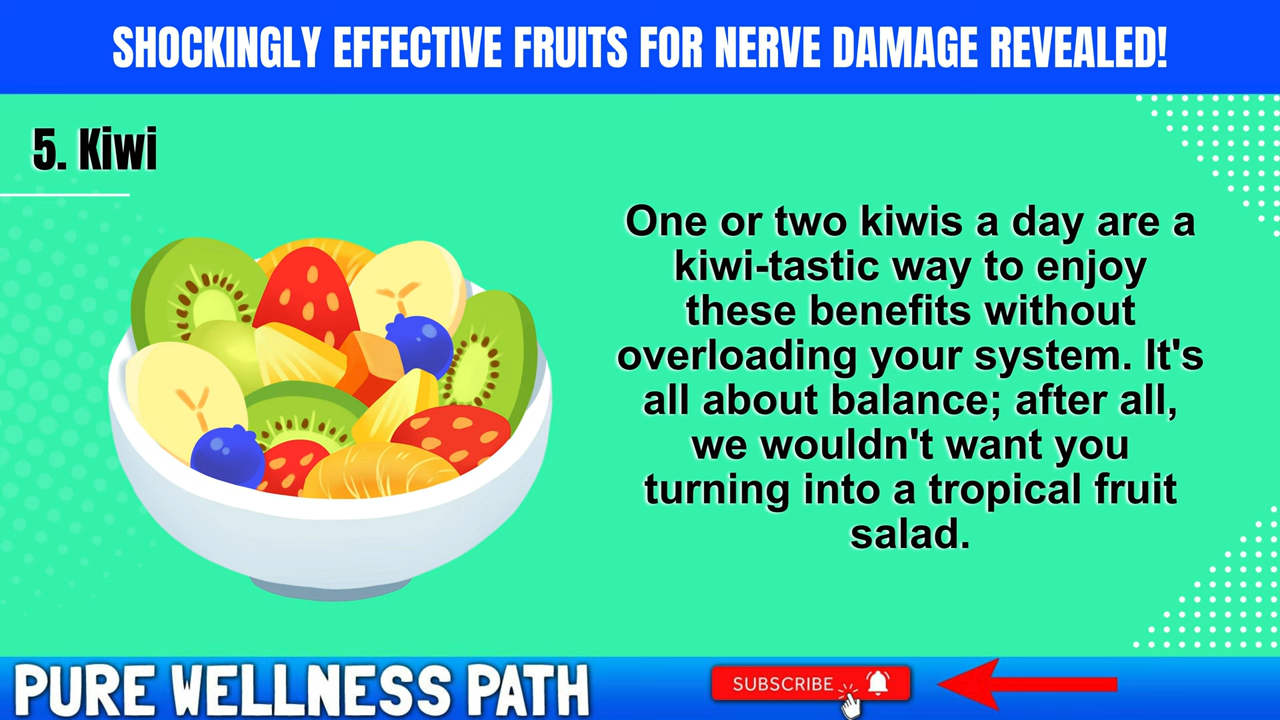 SHOCKINGLY EFFECTIVE FRUITS FOR NERVE DAMAGE REVEALED!
5. Kiwi
One or two kiwis a day are a
kiwi-tastic way to enjoy
these benefits without
overloading your system. It's
all about balance; after all,
we wouldn't want you
turning into a tropical fruit
salad.
PURE WELLNESS PATH
SUBSCRIBE